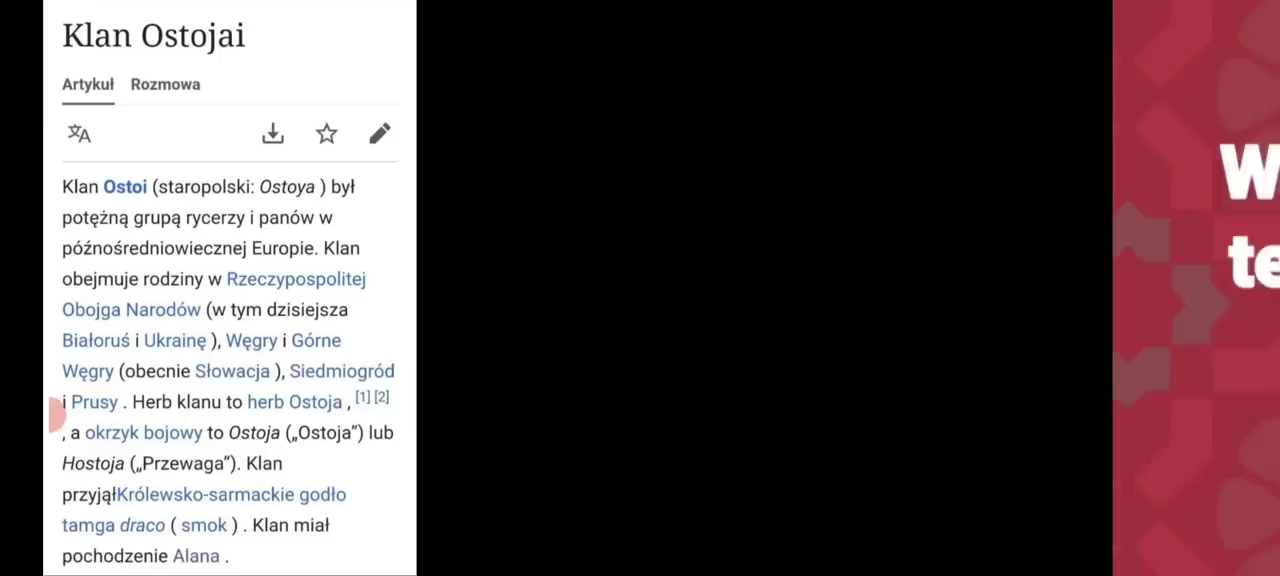 Klan Ostojai
Artykuł Rozmowa
Klan Ostoi (staropolski: Ostoya ) był
potężną grupą rycerzy i panów w
późnośredniowiecznej Europie. Klan
obejmuje rodziny w Rzeczypospolitej
Obojga Narodów (w tym dzisiejsza
Białoruś i Ukrainę ), Węgry i Górne
Węgry (obecnie Słowacja ), Siedmiogród
i Prusy . Herb klanu to herb Ostoja , [1] [2]
, a okrzyk bojowy to Ostoja („Ostoja”) lub
Hostoja („Przewaga”). Klan
przyjąłKrólewsko-sarmackie godło
tamga draco ( smok ) . Klan miał
pochodzenie Alana .
W
te